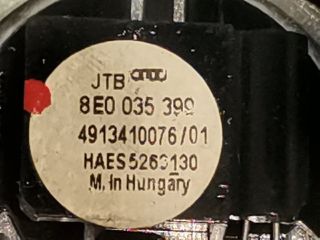 JTB
8E0 035 399
4913410076/01
HAES5263130
M. In Hungary